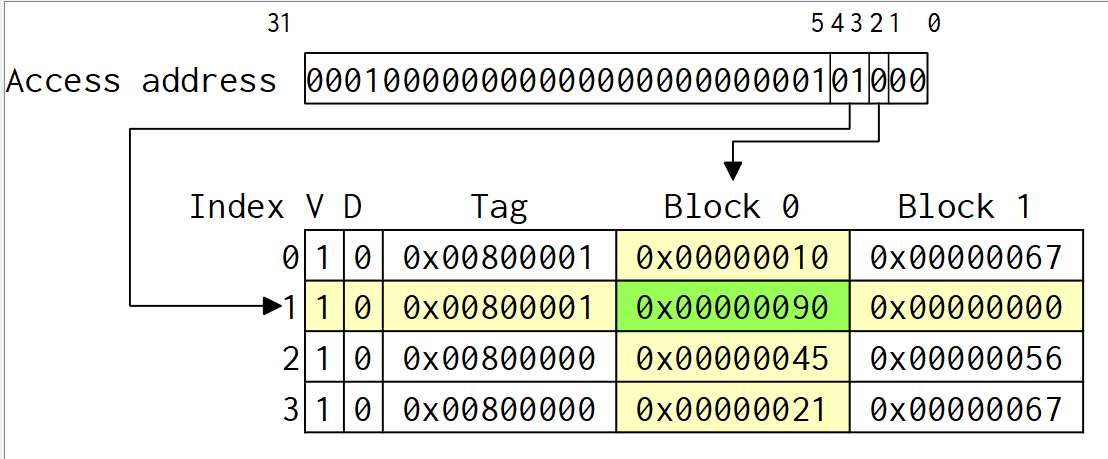 31 5 4 3 2 1 0
Access address 000100000000000000000000001 01 0 00
Index V D Tag Block 0 Block 1
0 1 0 0x00800001 0x00000010 0x00000067
1 1 0 0x00800001 0x00000090 0x00000000
2 1 0 0x00800000 0x00000045 0x00000056
3 1 0 0x00800000 0x00000021 0x00000067